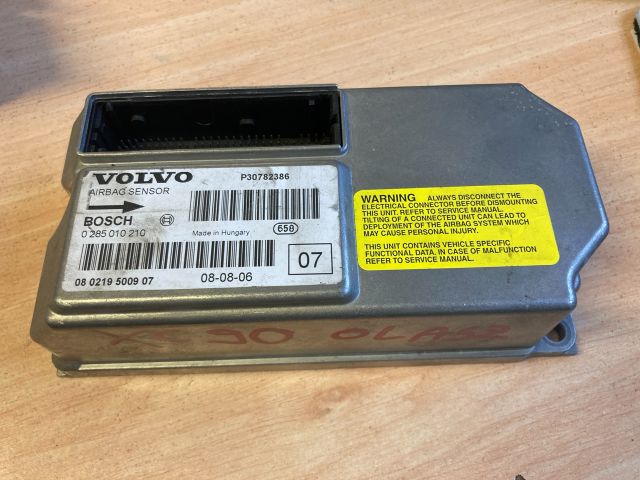 VOLVO
P30782386
AIRBAG SENSOR
BOSCH
0 285 010 210
Made in Hungary
658
07
08 0219 5009 07
08-08-06
WARNING ALWAYS DISCONNECT THE
ELECTRICAL CONNECTOR BEFORE DISMOUNTING
THIS UNIT. REFER TO SERVICE MANUAL.
TILTING OF A CONNECTED UNIT CAN LEAD TO
DEPLOYMENT OF THE AIRBAG SYSTEM WHICH
MAY CAUSE PERSONAL INJURY.
THIS UNIT CONTAINS VEHICLE SPECIFIC
FUNCTIONAL DATA, IN CASE OF MALFUNCTION
REFER TO SERVICE MANUAL.
90